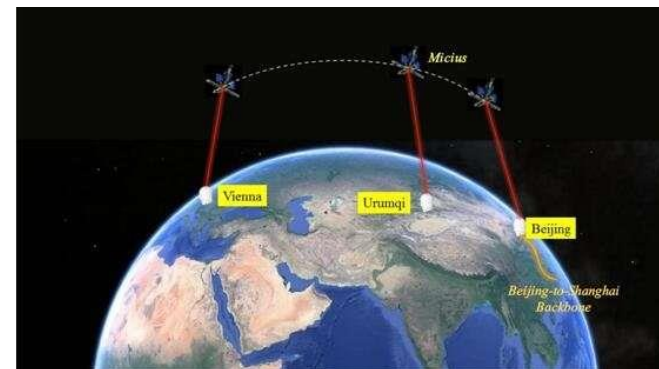 Micius
Vienna
Urumqi
Beijing
Beijing-to-Shanghai
Backbone